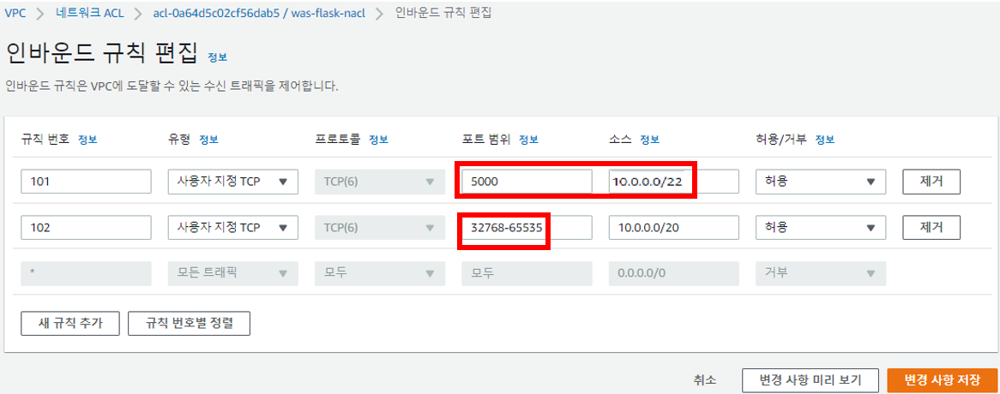 VPC > 네트워크 ACL > acl-0a64d5c02cf56dab5 / was-flask-nacl > 인바운드 규칙 편집
인바운드 규칙 편집 정보
인바운드 규칙은 VPC에 도달할 수 있는 수신 트래픽을 제어합니다.
규칙 번호 정보 유형 정보 프로토콜 정보 포트 범위 정보 소스 정보 허용/거부 정보
101 사용자 지정 TCP TCP(6) 5000 10.0.0.0/22 허용 제거
102 사용자 지정 TCP TCP(6) 32768-65535 10.0.0.0/20 허용 제거
* 모든 트래픽 모두 모두 0.0.0.0/0 거부
새 규칙 추가 규칙 번호별 정렬
취소 변경 사항 미리 보기 변경 사항 저장